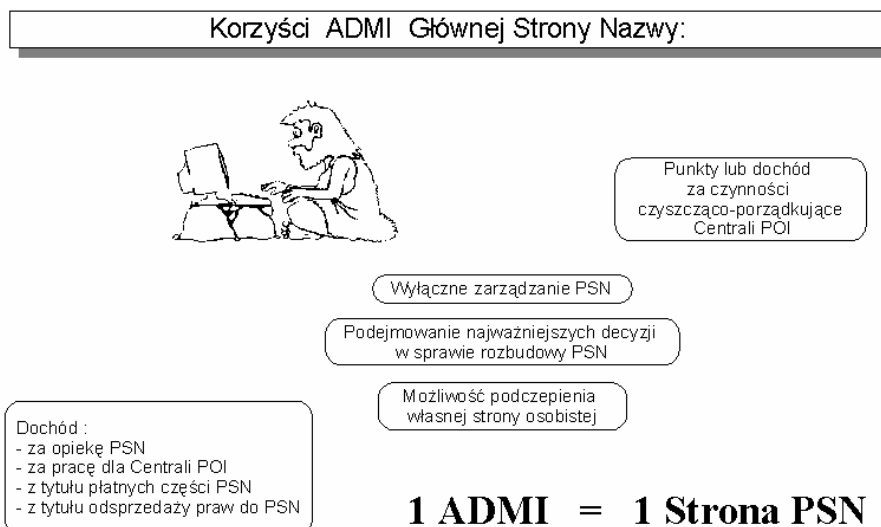 Korzyści ADMI Głównej Strony Nazwy:
Punkty lub dochód
za czynności
czyszcząco-porządkujące
Centrali POI
Wyłączne zarządzanie PSN
Podejmowanie najważniejszych decyzji
w sprawie rozbudowy PSN
Możliwość podczepienia
własnej strony osobistej
Dochód :
- za opiekę PSN
- za pracę dla Centrali POI
- z tytułu płatnych części PSN
- z tytułu odsprzedaży praw do PSN
1 ADMI = 1 Strona PSN